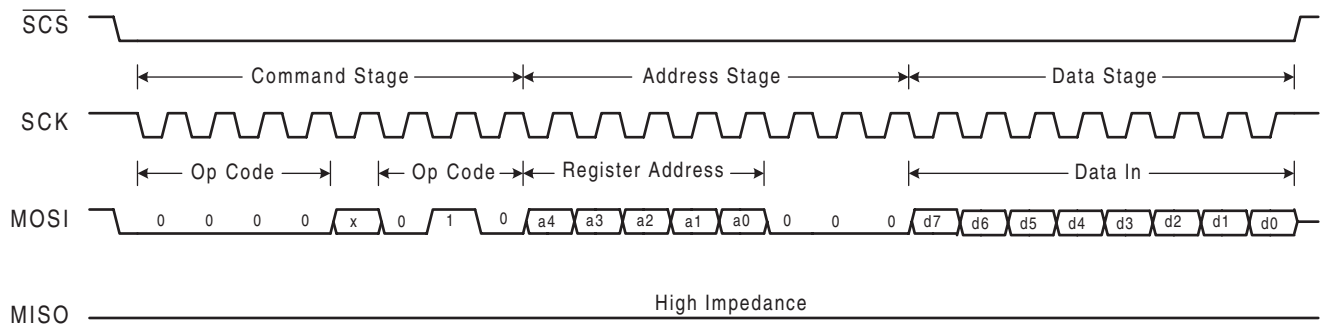 SCS
Command Stage Address Stage Data Stage
SCK
Op Code Op Code Register Address Data In
MOSI 0 0 0 0 x 0 1 0 a4 a3 a2 a1 a0 0 0 0 d7 d6 d5 d4 d3 d2 d1 d0
High Impedance
MISO